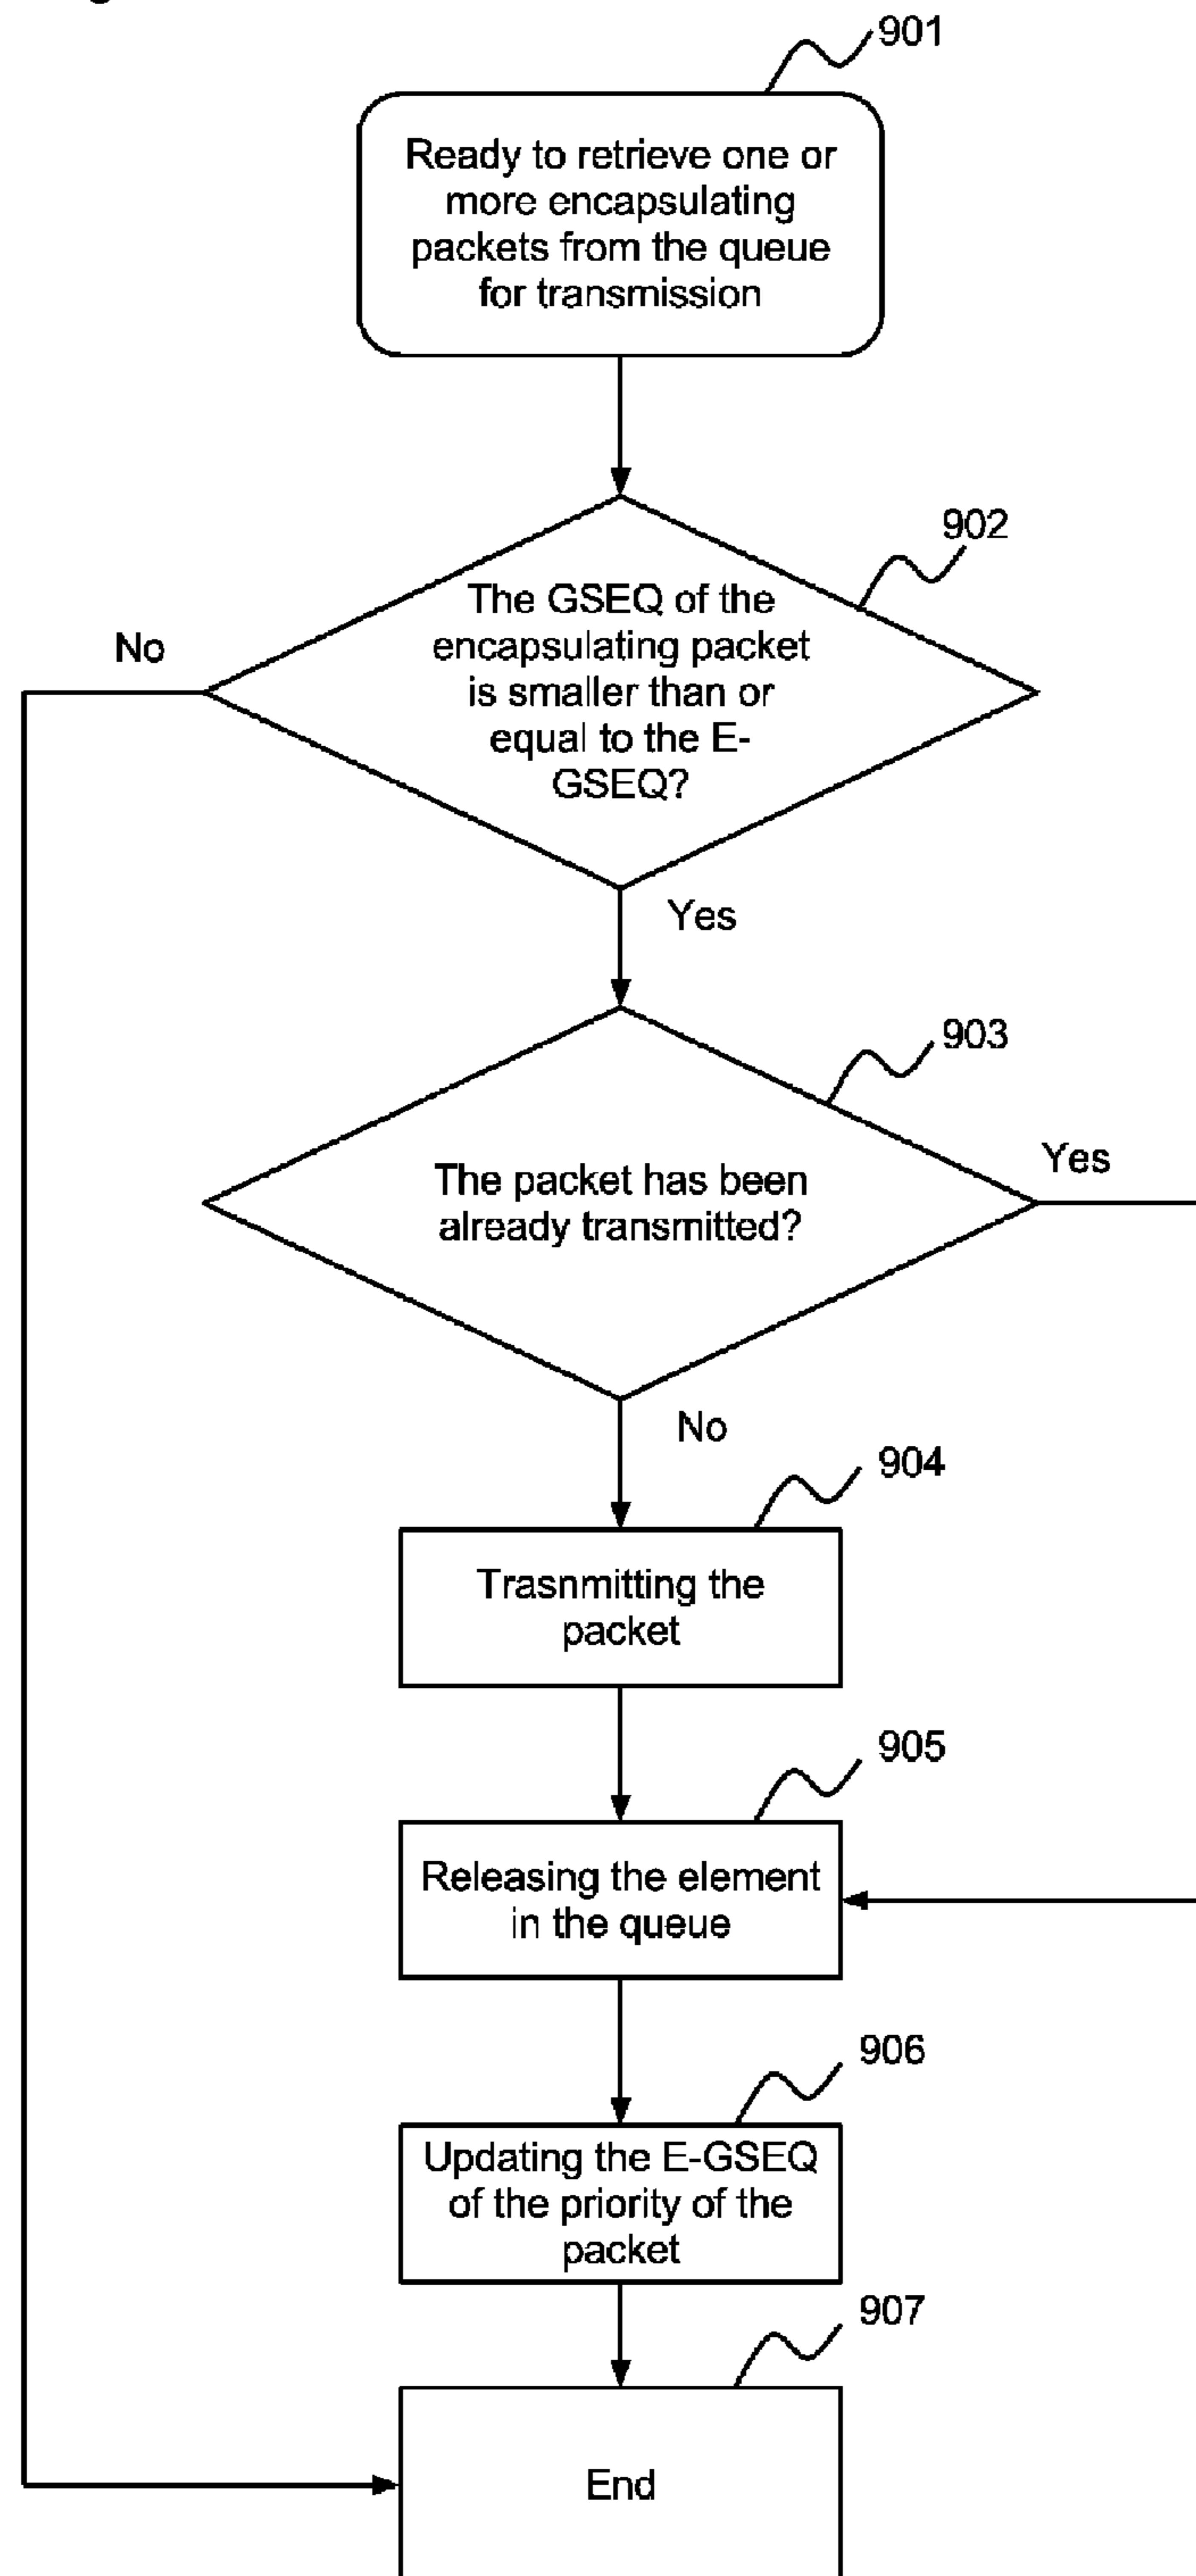 901
Ready to retrieve one or
more encapsulating
packets from the queue
for transmission
902
The GSEQ of the
encapsulating packet
is smaller than or
equal to the E-
GSEQ?
No
Yes
903
The packet has been
already transmitted?
Yes
No
904
Trasnmitting the
packet
905
Releasing the element
in the queue
906
Updating the E-GSEQ
of the priority of the
packet
907
End